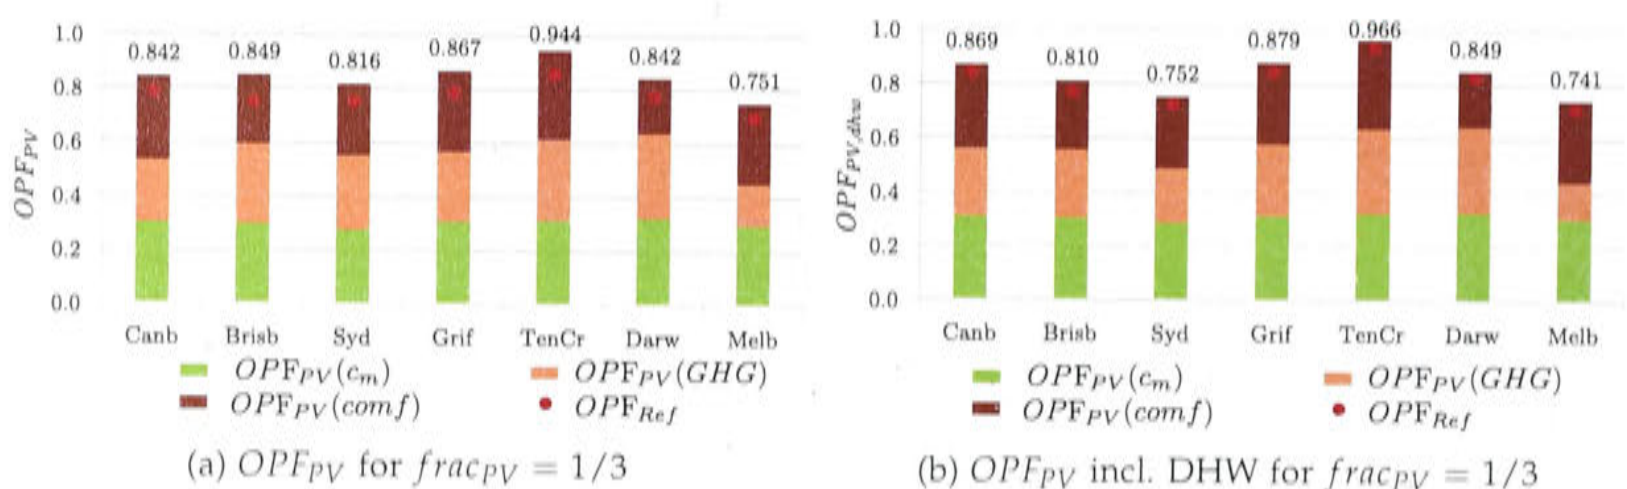 1.0
0.8
0.6
0.4
0.2
0.0
OPF_PV
0.842 0.849 0.816 0.867 0.944 0.842 0.751
Canb Brisb Syd Grif TenCr Darw Melb
OPF_PV(c_m) OPF_PV(GHG)
OPF_PV(comf) OPF_Ref
(a) OPF_PV for frac_PV = 1/3
1.0
0.8
0.6
0.4
0.2
0.0
OPF_PV,dhw
0.869 0.810 0.752 0.879 0.966 0.849 0.741
Canb Brisb Syd Grif TenCr Darw Melb
OPF_PV(c_m) OPF_PV(GHG)
OPF_PV(comf) OPF_Ref
(b) OPF_PV incl. DHW for frac_PV = 1/3